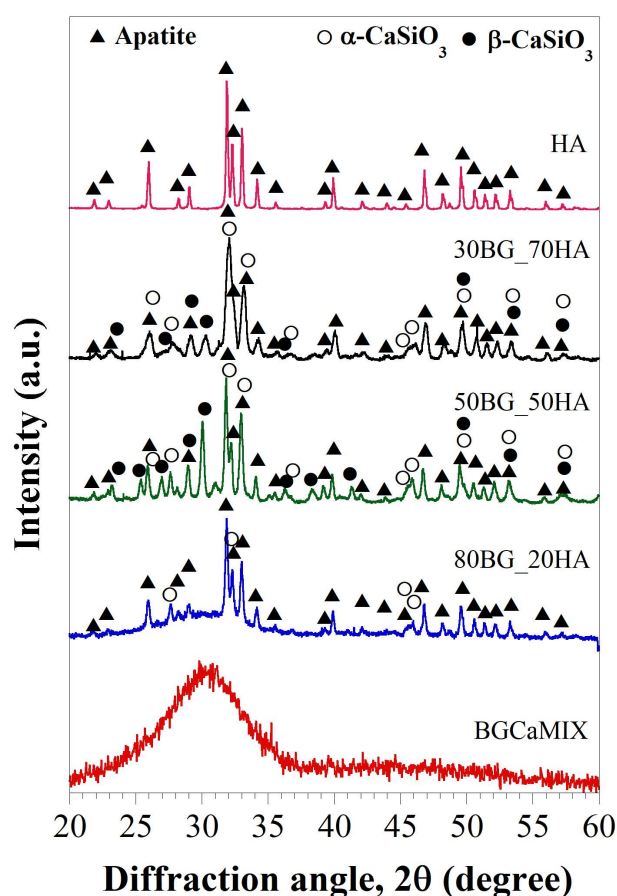 ▲ Apatite ○ α-CaSiO₃ ● β-CaSiO₃
HA
30BG_70HA
50BG_50HA
80BG_20HA
BGCaMIX
Intensity (a.u.)
20 25 30 35 40 45 50 55 60
Diffraction angle, 2θ (degree)